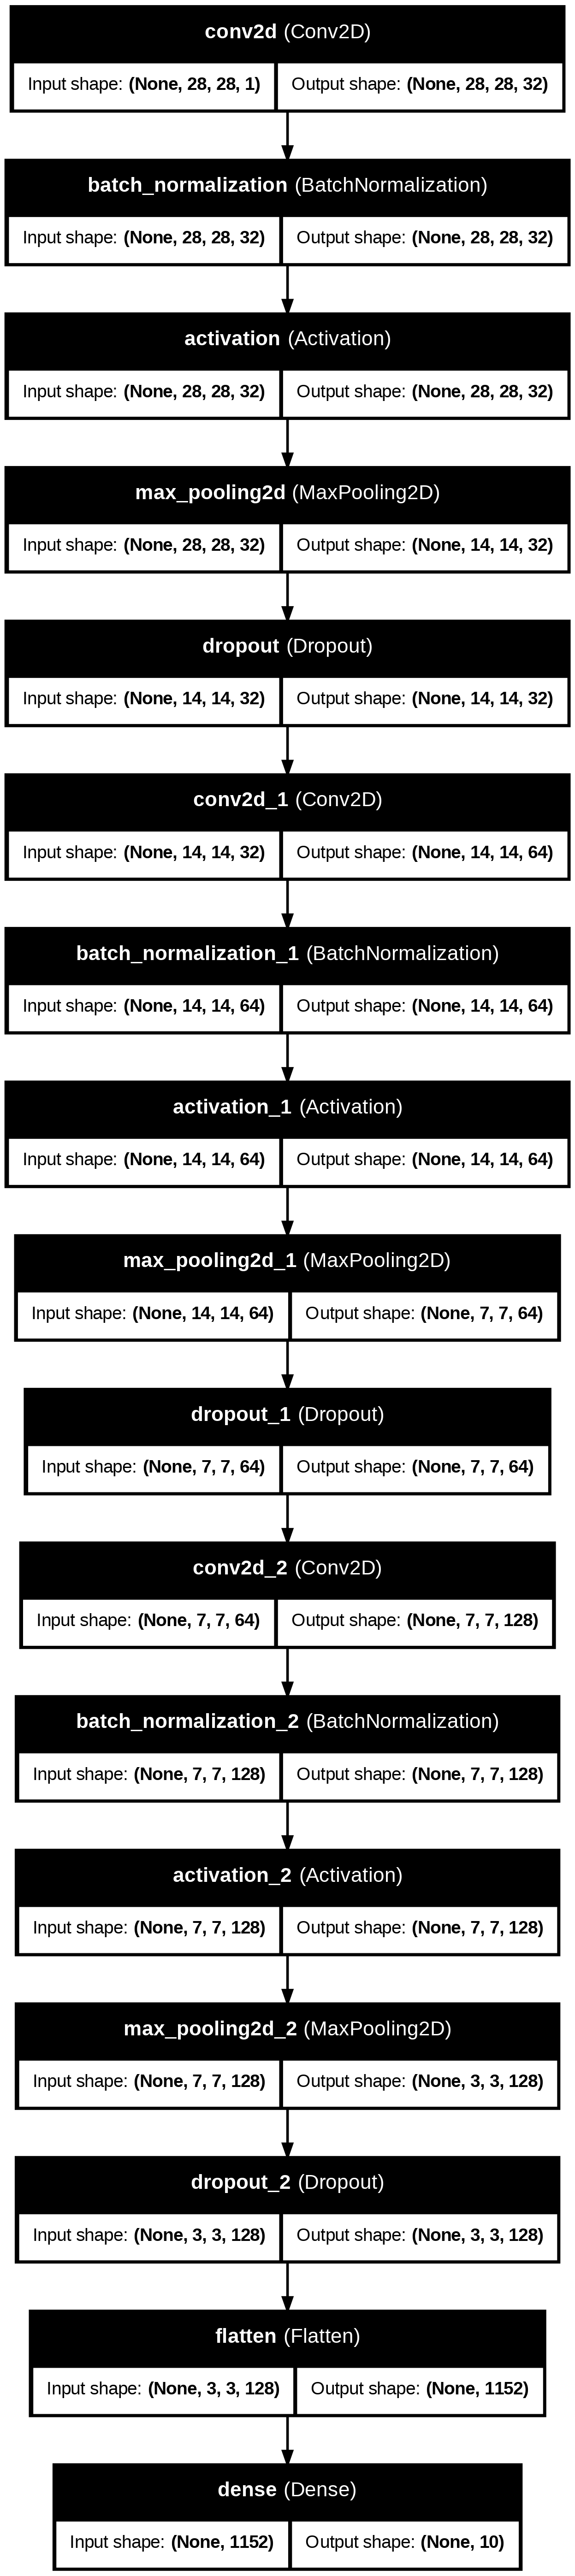 conv2d (Conv2D)
Input shape: (None, 28, 28, 1) Output shape: (None, 28, 28, 32)
batch_normalization (BatchNormalization)
Input shape: (None, 28, 28, 32) Output shape: (None, 28, 28, 32)
activation (Activation)
Input shape: (None, 28, 28, 32) Output shape: (None, 28, 28, 32)
max_pooling2d (MaxPooling2D)
Input shape: (None, 28, 28, 32) Output shape: (None, 14, 14, 32)
dropout (Dropout)
Input shape: (None, 14, 14, 32) Output shape: (None, 14, 14, 32)
conv2d_1 (Conv2D)
Input shape: (None, 14, 14, 32) Output shape: (None, 14, 14, 64)
batch_normalization_1 (BatchNormalization)
Input shape: (None, 14, 14, 64) Output shape: (None, 14, 14, 64)
activation_1 (Activation)
Input shape: (None, 14, 14, 64) Output shape: (None, 14, 14, 64)
max_pooling2d_1 (MaxPooling2D)
Input shape: (None, 14, 14, 64) Output shape: (None, 7, 7, 64)
dropout_1 (Dropout)
Input shape: (None, 7, 7, 64) Output shape: (None, 7, 7, 64)
conv2d_2 (Conv2D)
Input shape: (None, 7, 7, 64) Output shape: (None, 7, 7, 128)
batch_normalization_2 (BatchNormalization)
Input shape: (None, 7, 7, 128) Output shape: (None, 7, 7, 128)
activation_2 (Activation)
Input shape: (None, 7, 7, 128) Output shape: (None, 7, 7, 128)
max_pooling2d_2 (MaxPooling2D)
Input shape: (None, 7, 7, 128) Output shape: (None, 3, 3, 128)
dropout_2 (Dropout)
Input shape: (None, 3, 3, 128) Output shape: (None, 3, 3, 128)
flatten (Flatten)
Input shape: (None, 3, 3, 128) Output shape: (None, 1152)
dense (Dense)
Input shape: (None, 1152) Output shape: (None, 10)